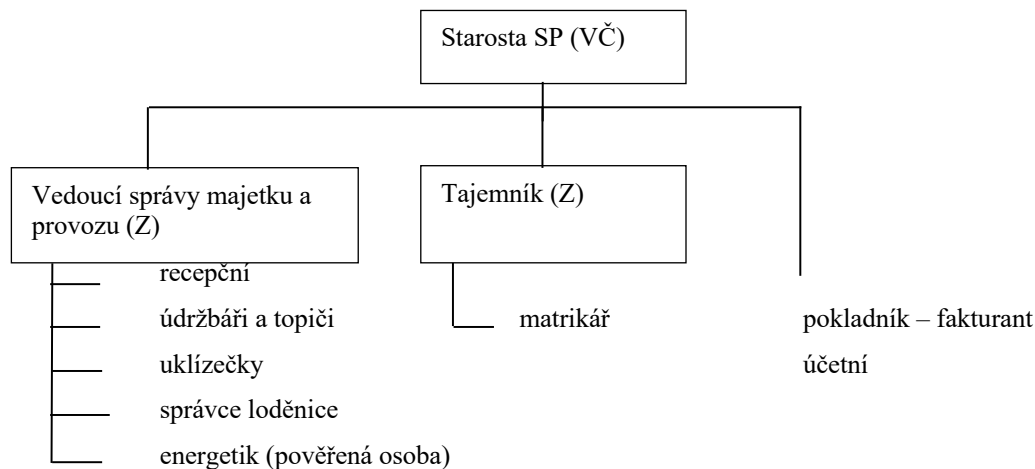 Starosta SP (VČ)
Vedoucí správy majetku a
provozu (Z)
Tajemník (Z)
recepční
údržbáři a topiči
matrikář
pokladník – fakturant
uklízečky
účetní
správce loděnice
energetik (pověřená osoba)